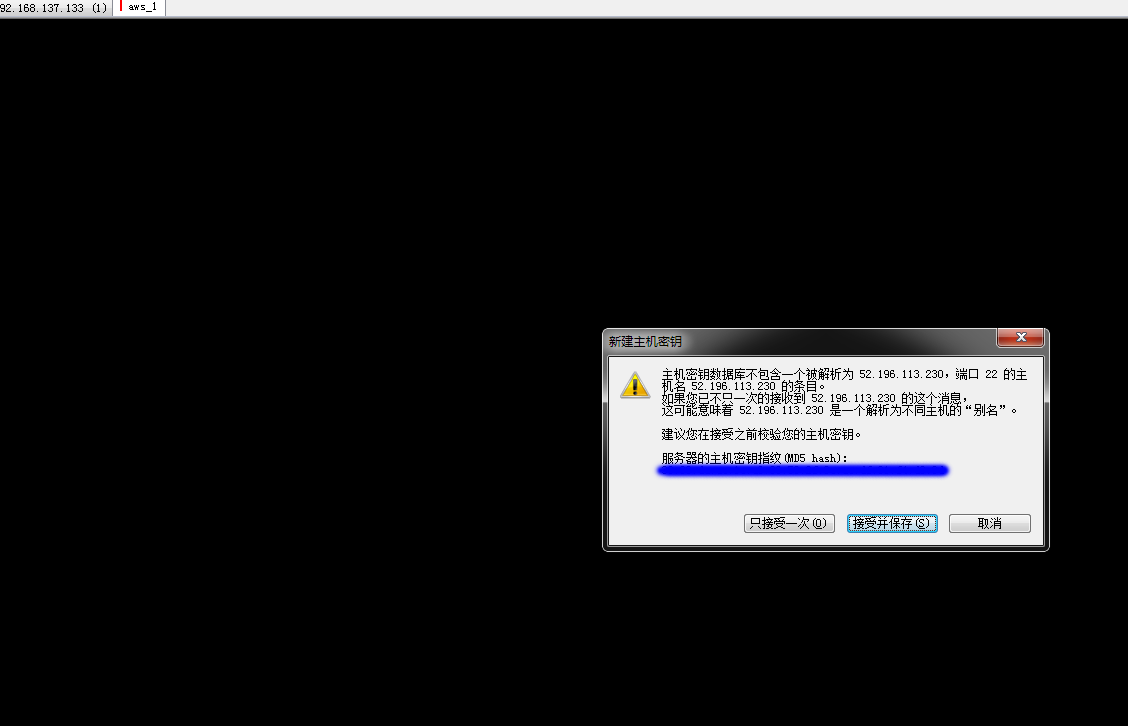 92.168.137.133 (1)
aws_1
新建主机密钥
主机密钥数据库不包含一个被解析为 52.196.113.230，端口 22 的主
机名 52.196.113.230 的条目。
如果您已不只一次的接收到 52.196.113.230 的这个消息，
这可能意味着 52.196.113.230 是一个解析为不同主机的“别名”。
建议您在接受之前校验您的主机密钥。
服务器的主机密钥指纹(MD5 hash):
只接受一次(O)
接受并保存(S)
取消